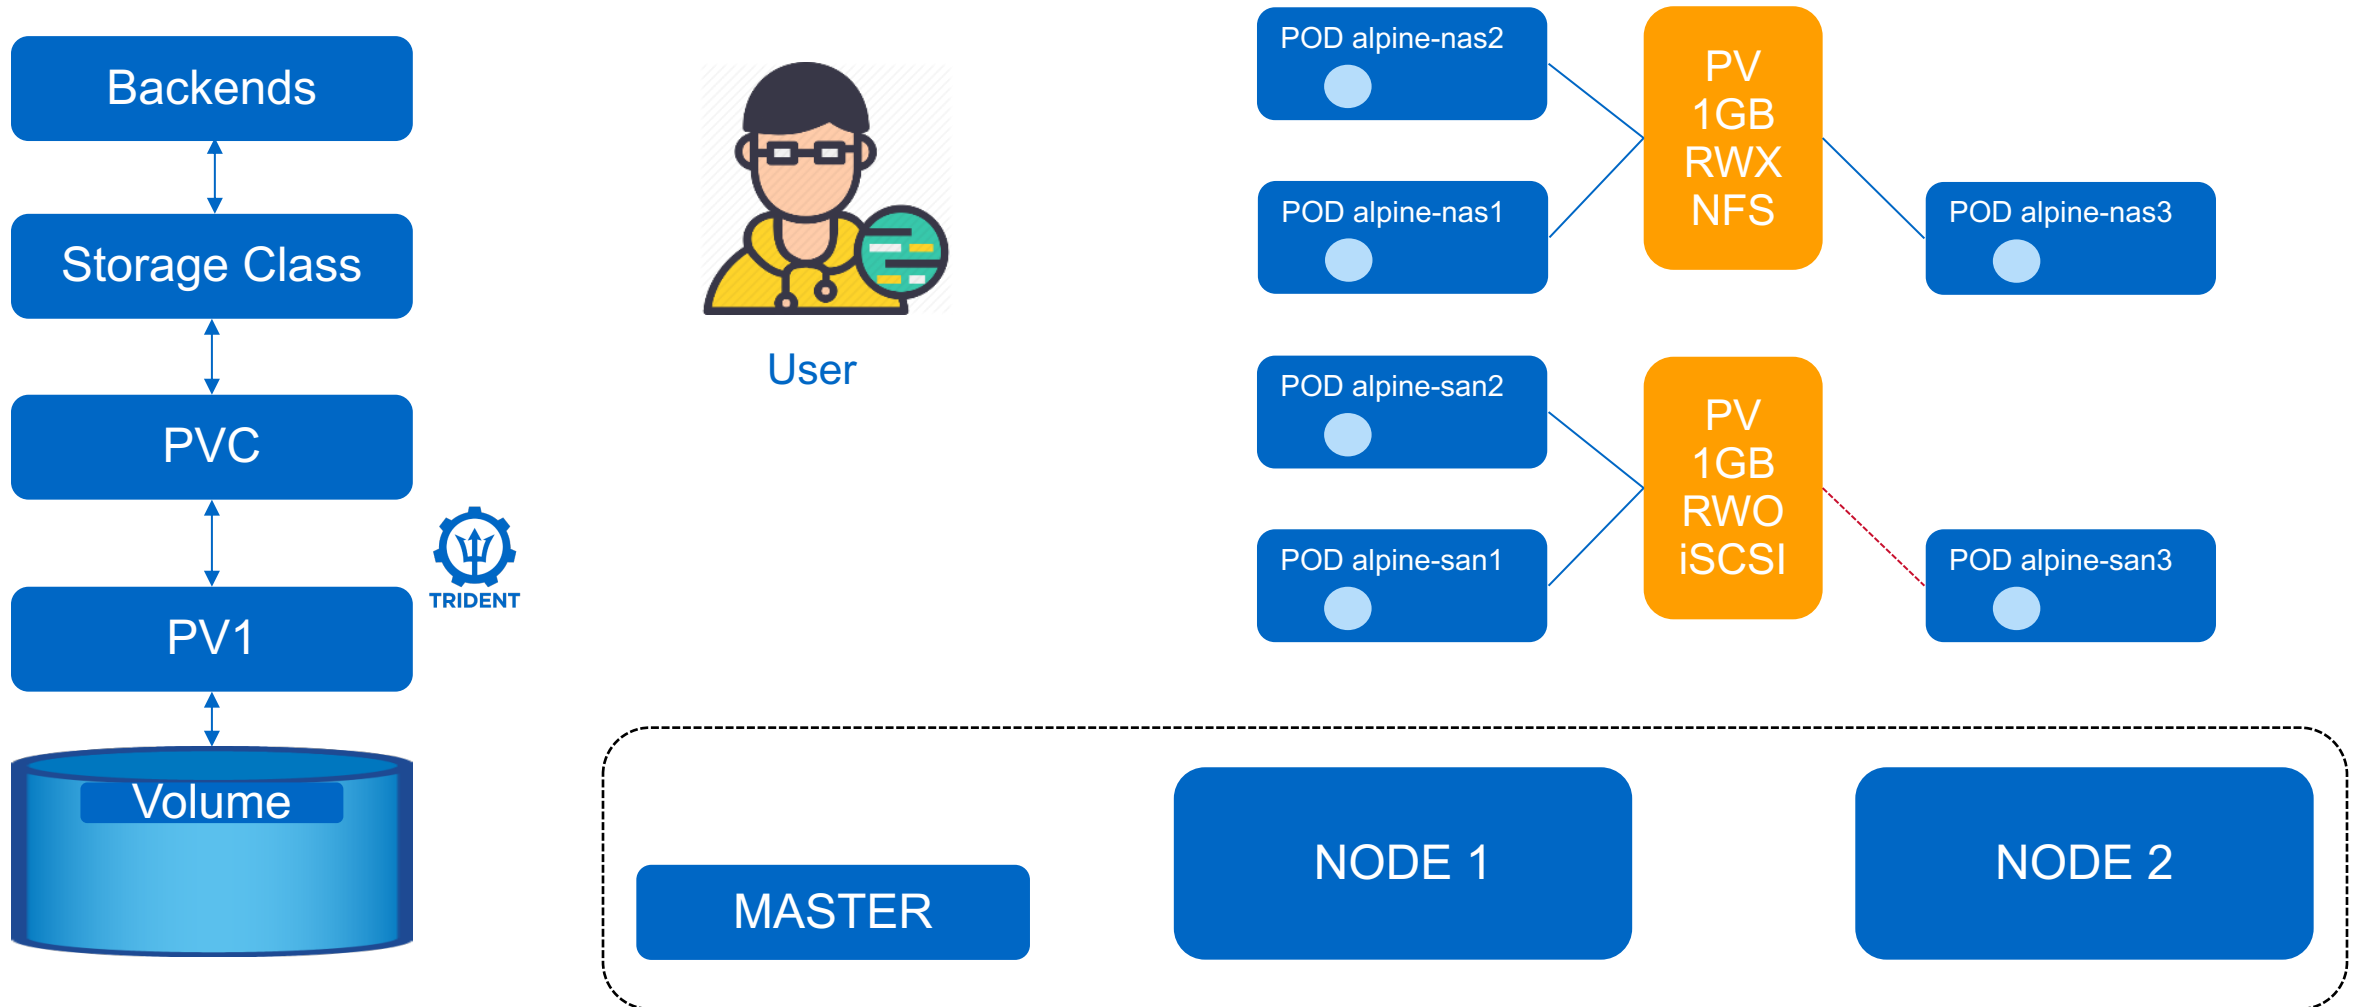 Backends
Storage Class
PVC
TRIDENT
PV1
Volume
User
POD alpine-nas2
POD alpine-nas1
PV
1GB
RWX
NFS
POD alpine-nas3
POD alpine-san2
POD alpine-san1
PV
1GB
RWO
iSCSI
POD alpine-san3
MASTER
NODE 1
NODE 2